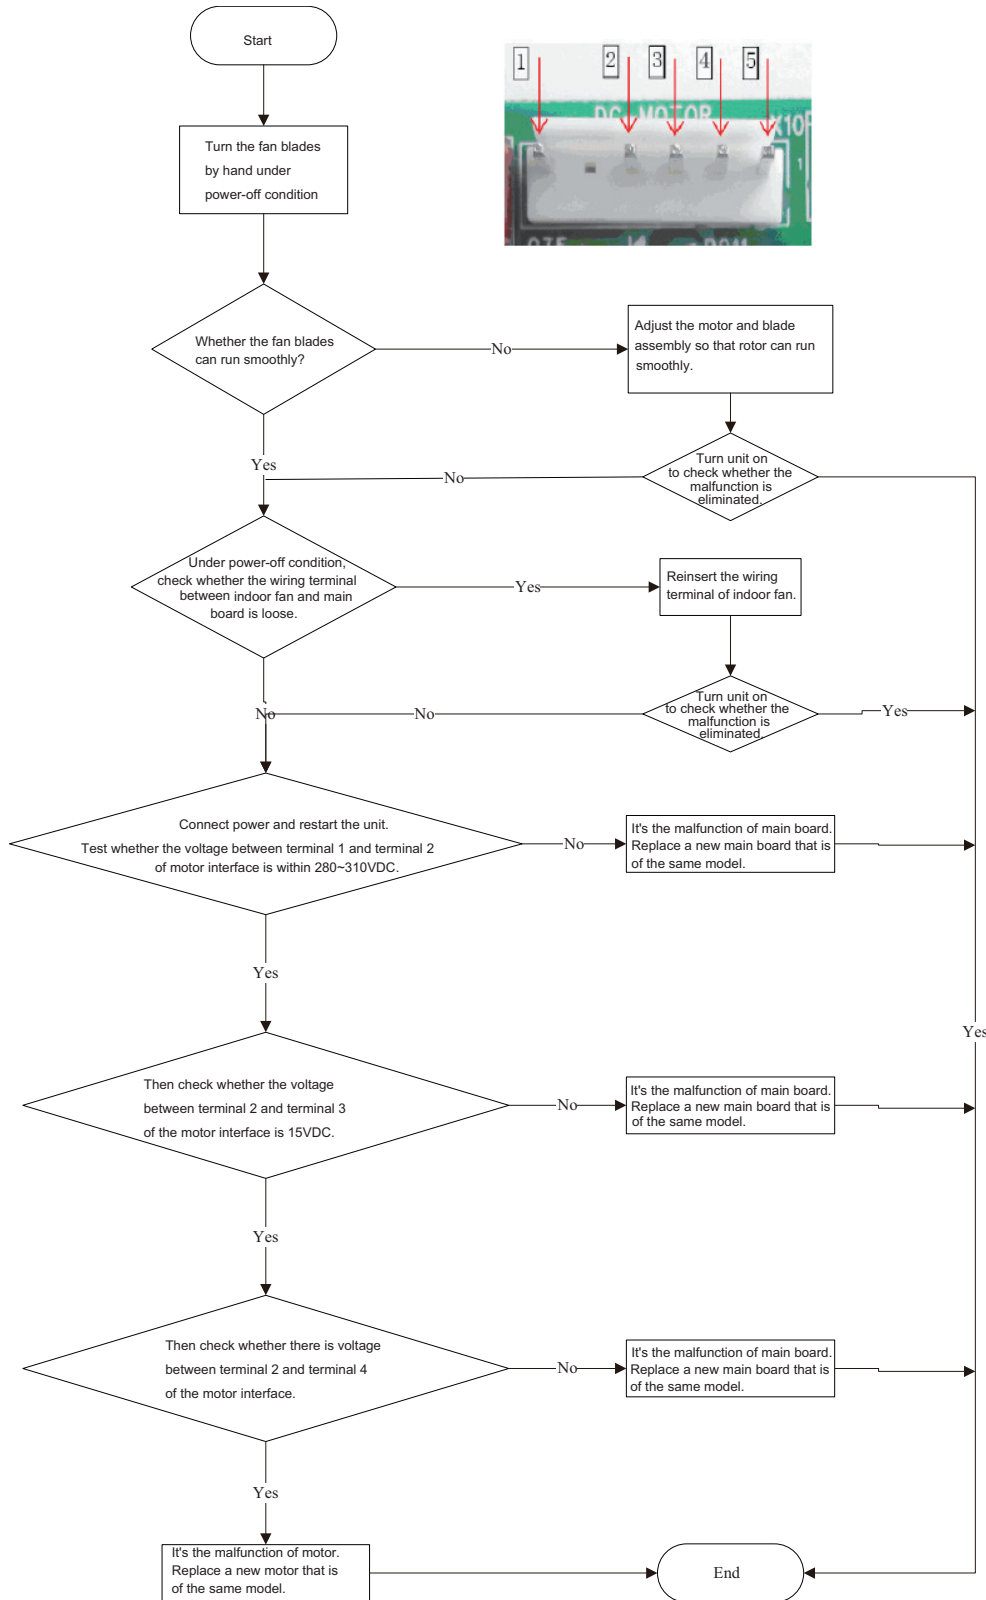 Start
1
2
3
4
5
DC-MOTOR
1
Turn the fan blades
by hand under
power-off condition
Whether the fan blades
can run smoothly?
No
Adjust the motor and blade
assembly so that rotor can run
smoothly.
Yes
No
Turn unit on
to check whether the
malfunction is
eliminated.
Under power-off condition,
check whether the wiring terminal
between indoor fan and main
board is loose.
Yes
Reinsert the wiring
terminal of indoor fan.
No
No
Turn unit on
to check whether the
malfunction is
eliminated.
Yes
Connect power and restart the unit.
Test whether the voltage between terminal 1 and terminal 2
of motor interface is within 280~310VDC.
No
It's the malfunction of main board.
Replace a new main board that is
of the same model.
Yes
Yes
Then check whether the voltage
between terminal 2 and terminal 3
of the motor interface is 15VDC.
No
It's the malfunction of main board.
Replace a new main board that is
of the same model.
Yes
Then check whether there is voltage
between terminal 2 and terminal 4
of the motor interface.
No
It's the malfunction of main board.
Replace a new main board that is
of the same model.
Yes
It's the malfunction of motor.
Replace a new motor that is
of the same model.
End